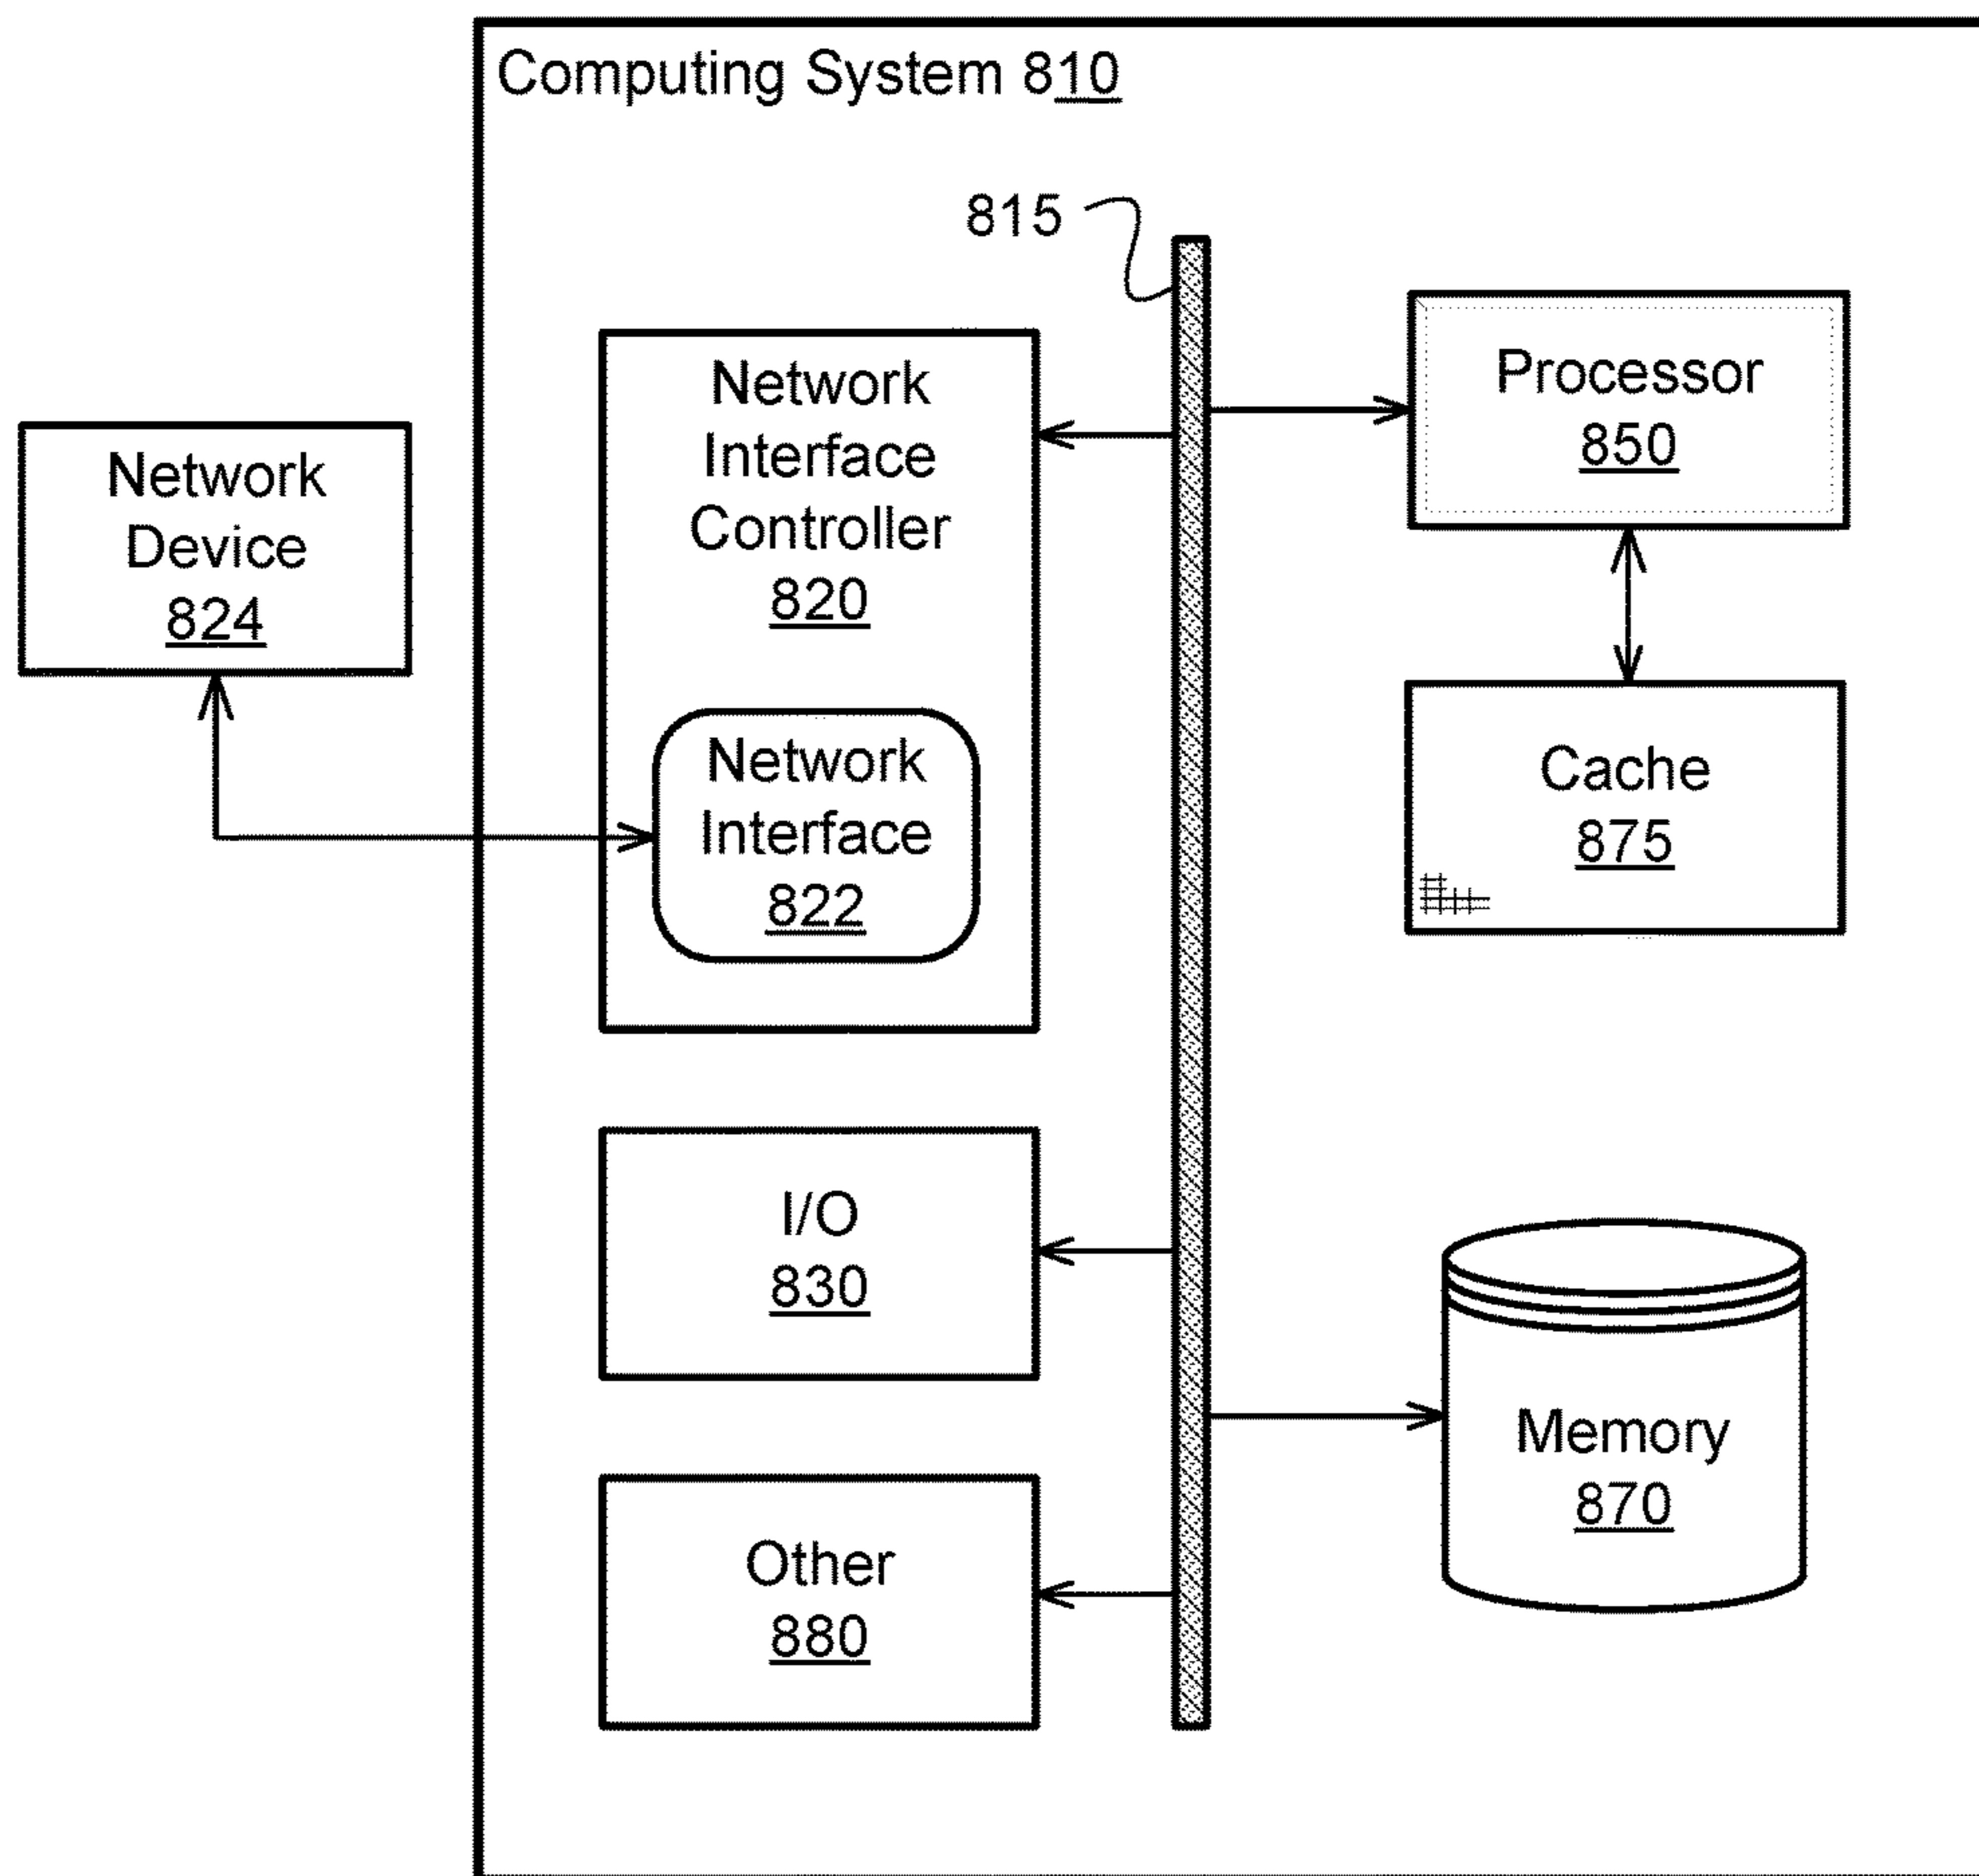 Computing System 810
815
Network
Interface
Controller
820
Processor
850
Network
Device
824
Network
Interface
822
Cache
875
I/O
830
Memory
870
Other
880